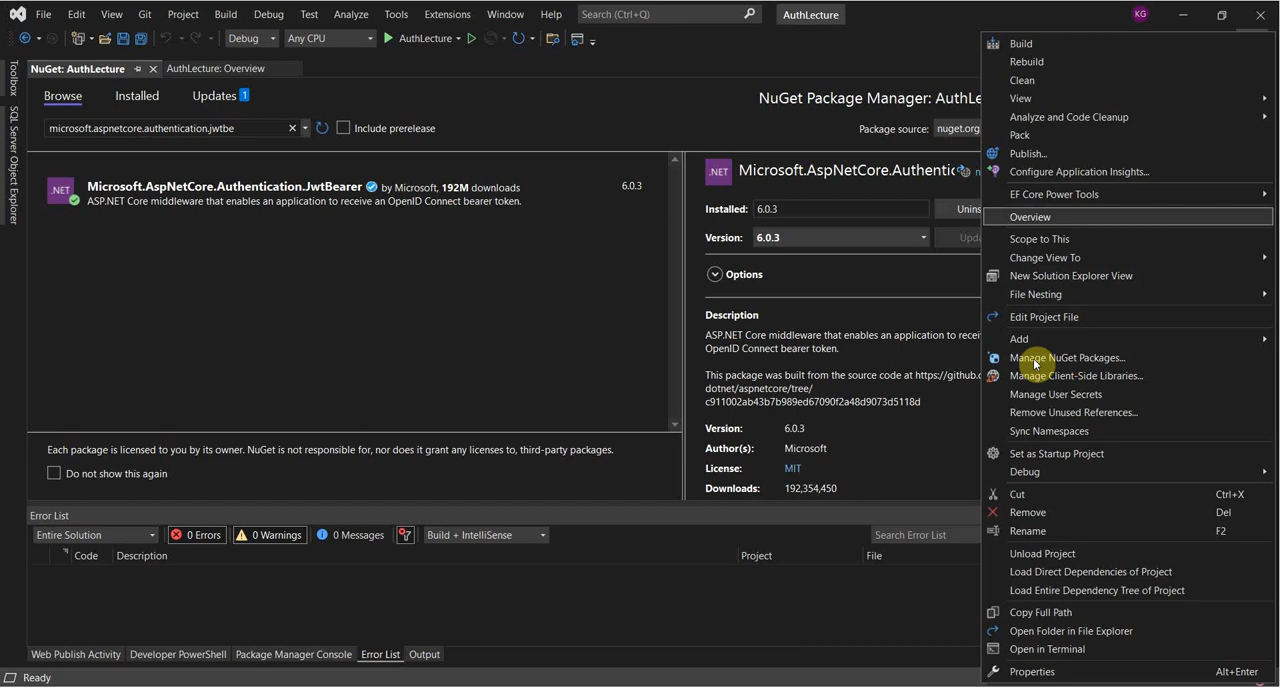 File Edit View Git Project Build Debug Test Analyze Tools Extensions Window Help Search (Ctrl+Q) AuthLecture KG
Debug Any CPU AuthLecture
Toolbox
SQL Server Object Explorer
NuGet: AuthLecture AuthLecture: Overview
Browse Installed Updates 1
NuGet Package Manager: AuthLe
microsoft.aspnetcore.authentication.jwtbe Include prerelease
Package source: nuget.org
.NET Microsoft.AspNetCore.Authentication.JwtBearer by Microsoft, 192M downloads 6.0.3
ASP.NET Core middleware that enables an application to receive an OpenID Connect bearer token.
Each package is licensed to you by its owner. NuGet is not responsible for, nor does it grant any licenses to, third-party packages.
Do not show this again
.NET Microsoft.AspNetCore.Authentic n
Installed: 6.0.3 Unins
Version: 6.0.3 Upda
Options
Description
ASP.NET Core middleware that enables an application to recei
OpenID Connect bearer token.
This package was built from the source code at https://github.
dotnet/aspnetcore/tree/
c911002ab43b7b989ed67090f2a48d9073d5118d
Version: 6.0.3
Author(s): Microsoft
License: MIT
Downloads: 192,354,450
Error List
Entire Solution 0 Errors 0 Warnings 0 Messages Build + IntelliSense Search Error List
Code Description Project File
Web Publish Activity Developer PowerShell Package Manager Console Error List Output
Ready
Build
Rebuild
Clean
View
Analyze and Code Cleanup
Pack
Publish...
Configure Application Insights...
EF Core Power Tools
Overview
Scope to This
Change View To
New Solution Explorer View
File Nesting
Edit Project File
Add
Manage NuGet Packages...
Manage Client-Side Libraries...
Manage User Secrets
Remove Unused References...
Sync Namespaces
Set as Startup Project
Debug
Cut Ctrl+X
Remove Del
Rename F2
Unload Project
Load Direct Dependencies of Project
Load Entire Dependency Tree of Project
Copy Full Path
Open Folder in File Explorer
Open in Terminal
Properties Alt+Enter